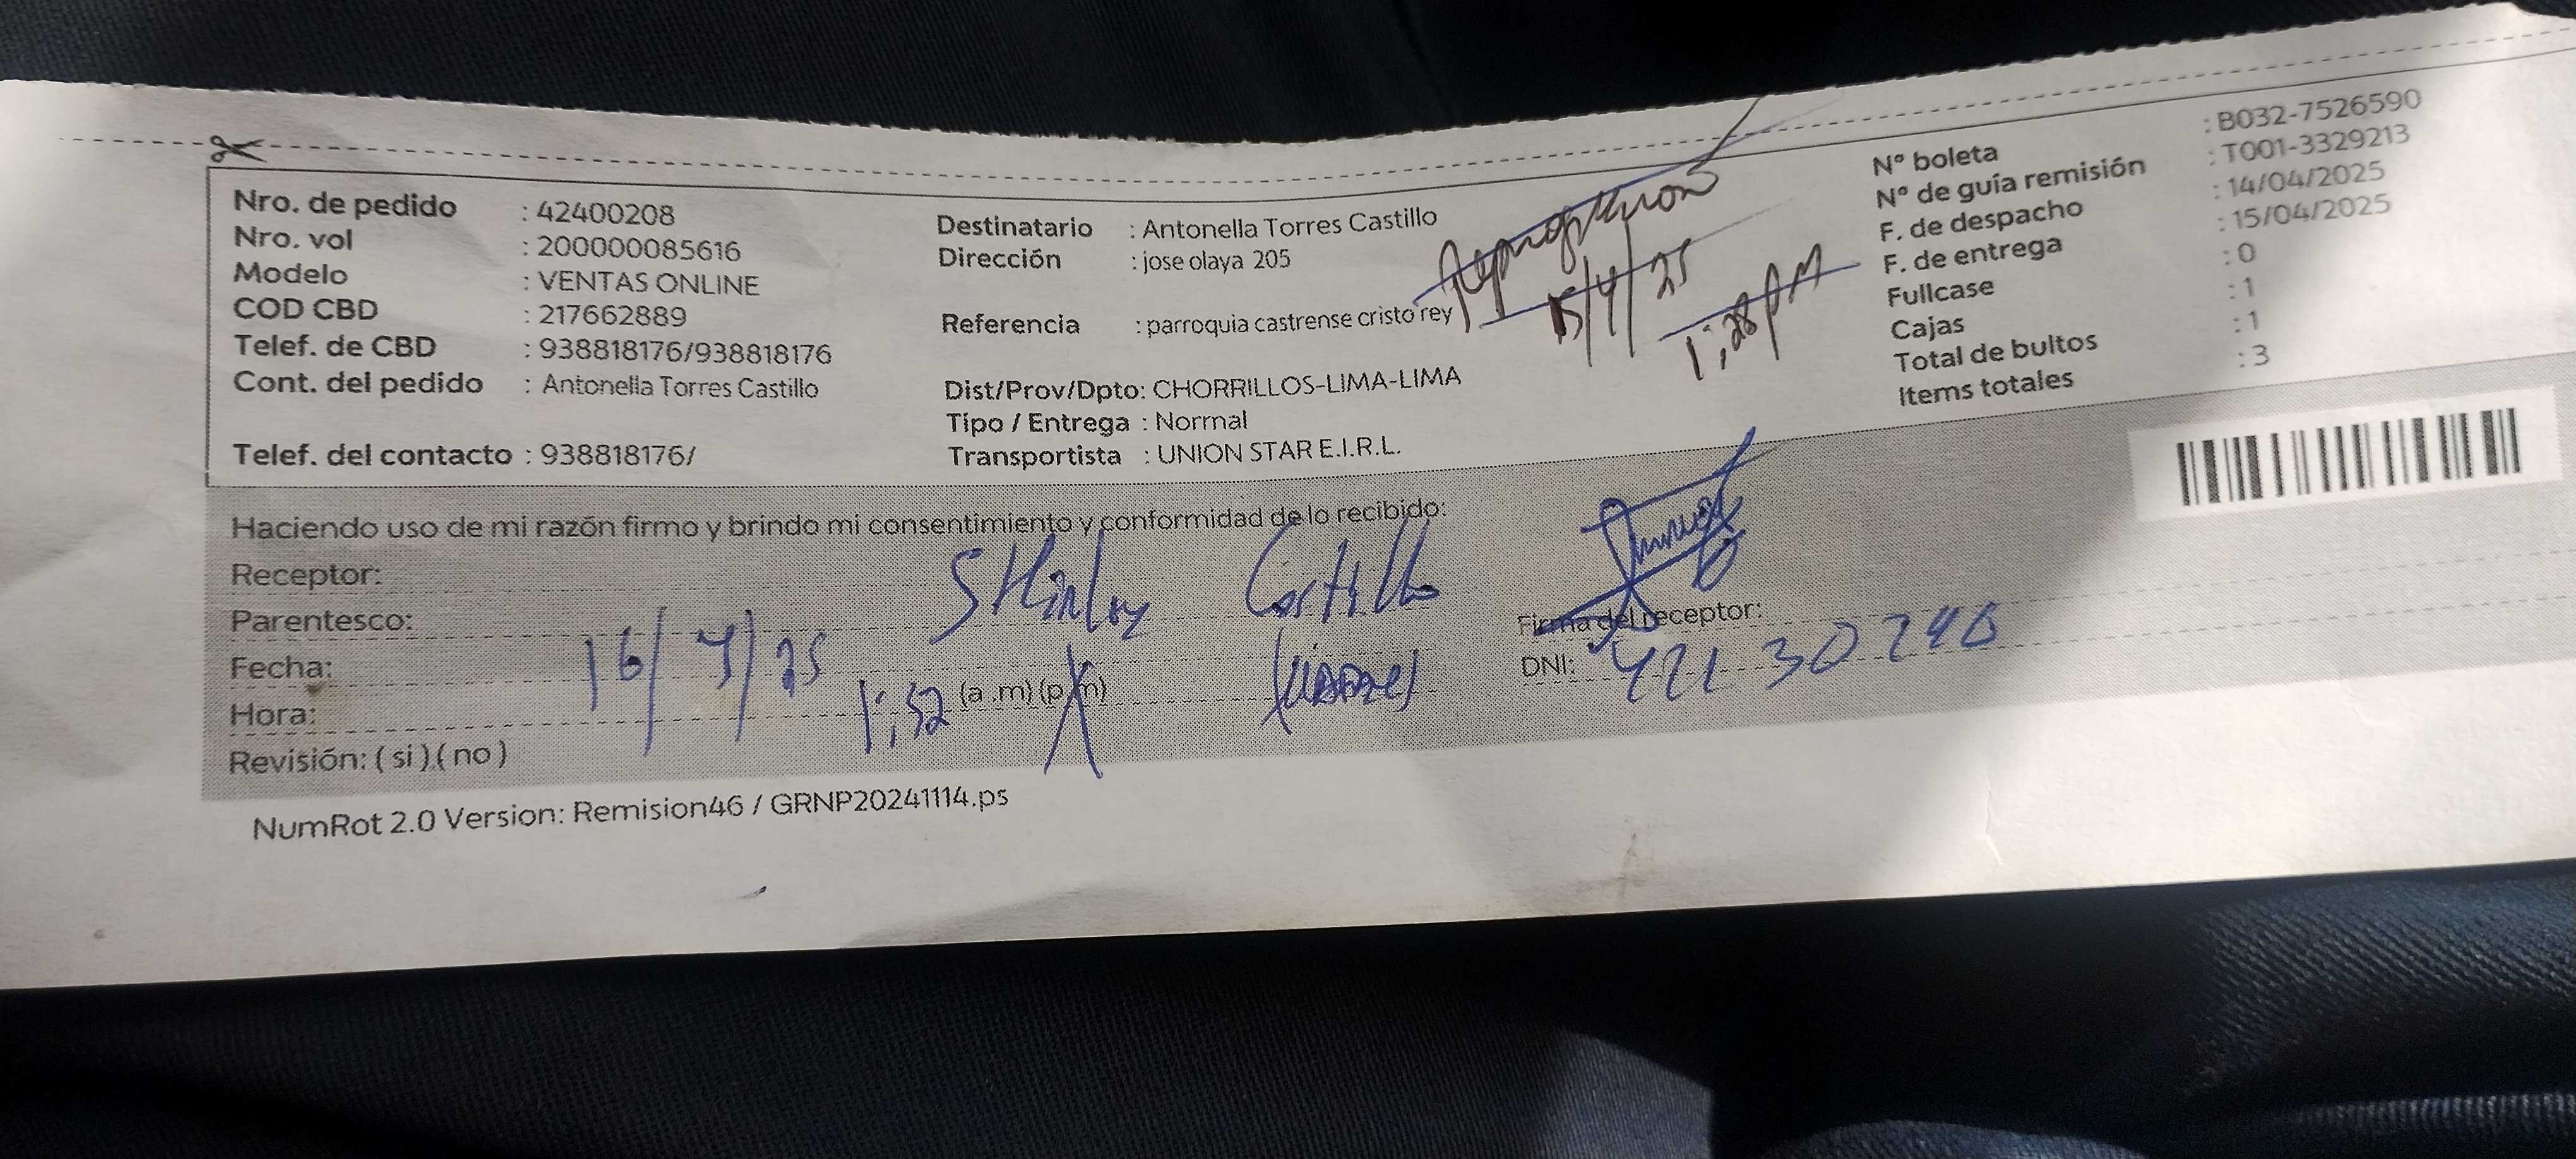 Nro. de pedido : 42400208
Nro. vol : 200000085616
Modelo : VENTAS ONLINE
COD CBD : 217662889
Telef. de CBD : 938818176/938818176
Cont. del pedido : Antonella Torres Castillo
Telef. del contacto : 938818176/
Destinatario : Antonella Torres Castillo
Dirección : jose olaya 205
Referencia : parroquia castrense cristo rey
Dist/Prov/Dpto: CHORRILLOS-LIMA-LIMA
Tipo / Entrega : Normal
Transportista : UNION STAR E.I.R.L.
15/4/25
1:28 PM
N° boleta : B032-7526590
N° de guía remisión : T001-3329213
F. de despacho : 14/04/2025
F. de entrega : 15/04/2025
Fullcase : 0
Cajas : 1
Total de bultos : 1
Items totales : 3
Haciendo uso de mi razón firmo y brindo mi consentimiento y conformidad de lo recibido:
Receptor: Castillo
Parentesco:
Fecha: 16/4/25
Hora: 1:52 (a.m) (p.m)
Revisión: ( si ) ( no )
Firma del receptor:
DNI:
NumRot 2.0 Version: Remision46 / GRNP20241114.ps